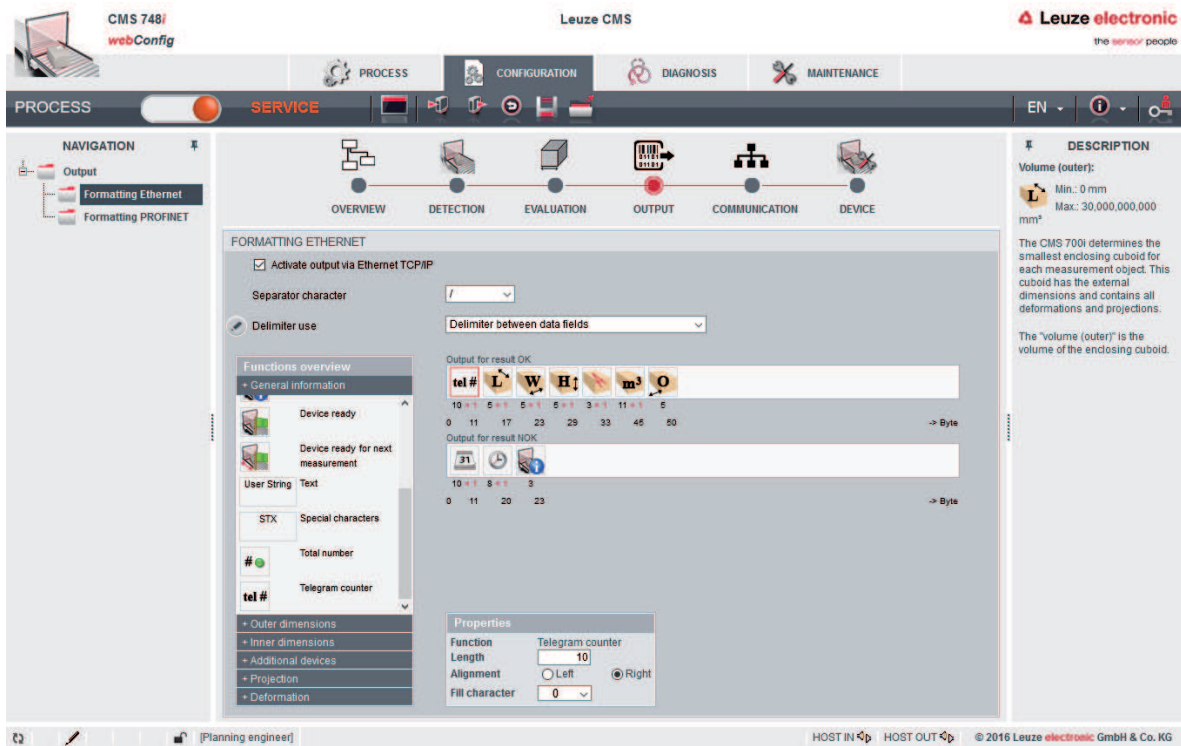 CMS 748i
webConfig
Leuze CMS
Leuze electronic
the sensor people
PROCESS
CONFIGURATION
DIAGNOSIS
MAINTENANCE
PROCESS
SERVICE
EN
NAVIGATION
Output
Formatting Ethernet
Formatting PROFINET
OVERVIEW
DETECTION
EVALUATION
OUTPUT
COMMUNICATION
DEVICE
FORMATTING ETHERNET
Activate output via Ethernet TCP/IP
Separator character
/
Delimiter use
Delimiter between data fields
Functions overview
+ General information
Device ready
Device ready for next
measurement
User String Text
STX Special characters
# Total number
tel # Telegram counter
+ Outer dimensions
+ Inner dimensions
+ Additional devices
+ Projection
+ Deformation
Output for result OK
tel # L W H m³ O
10 + 1 5 + 1 5 + 1 5 + 1 3 + 1 11 + 1 5
0 11 17 23 29 33 45 50 -> Byte
Output for result NOK
31
10 + 1 8 + 1 3
0 11 20 23 -> Byte
Properties
Function Telegram counter
Length 10
Alignment Left Right
Fill character 0
DESCRIPTION
Volume (outer):
L
Min.: 0 mm
Max.: 30,000,000,000
mm³
The CMS 700i determines the
smallest enclosing cuboid for
each measurement object. This
cuboid has the external
dimensions and contains all
deformations and projections.
The "volume (outer)" is the
volume of the enclosing cuboid.
[Planning engineer]
HOST IN
HOST OUT
© 2016 Leuze electronic GmbH & Co. KG